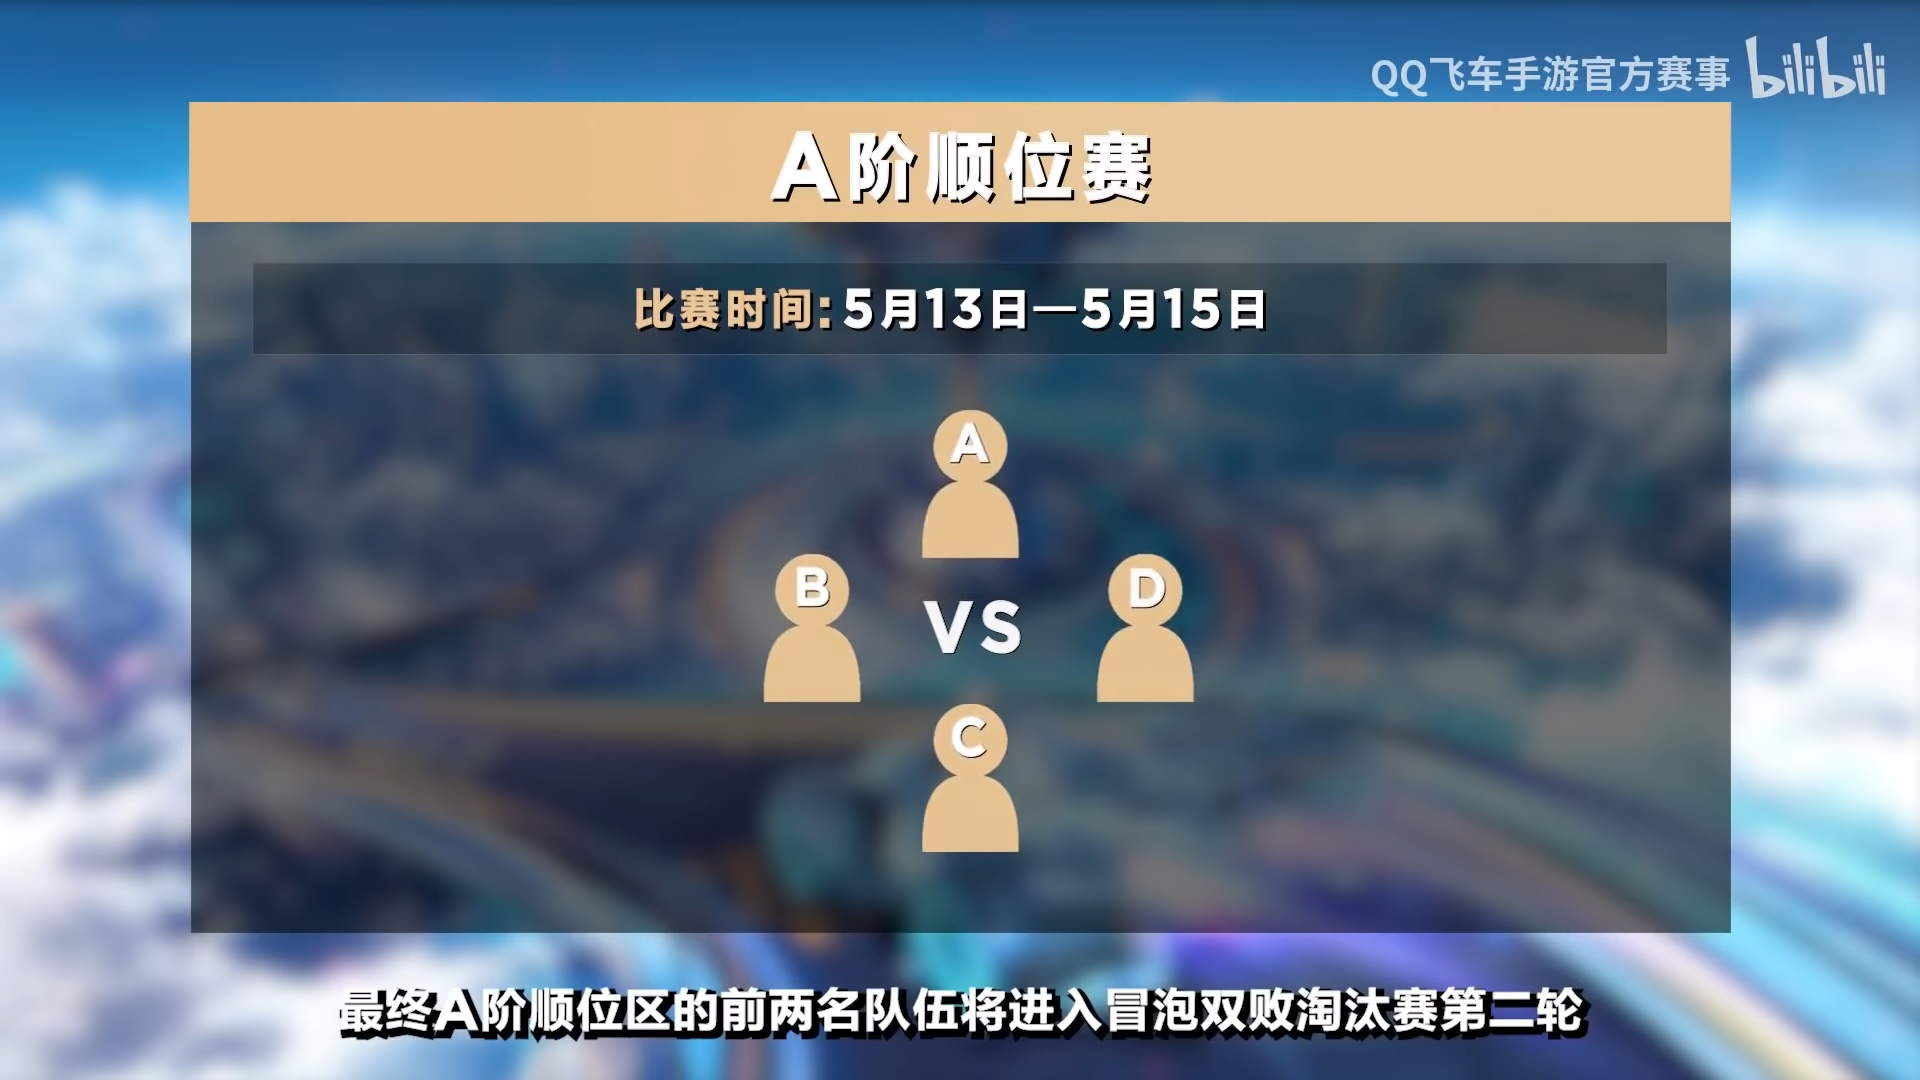 QQ飞车手游官方赛事 bilibili
A阶顺位赛
比赛时间:5月13日—5月15日
A
B
VS
D
C
最终A阶顺位区的前两名队伍将进入冒泡双败淘汰赛第二轮